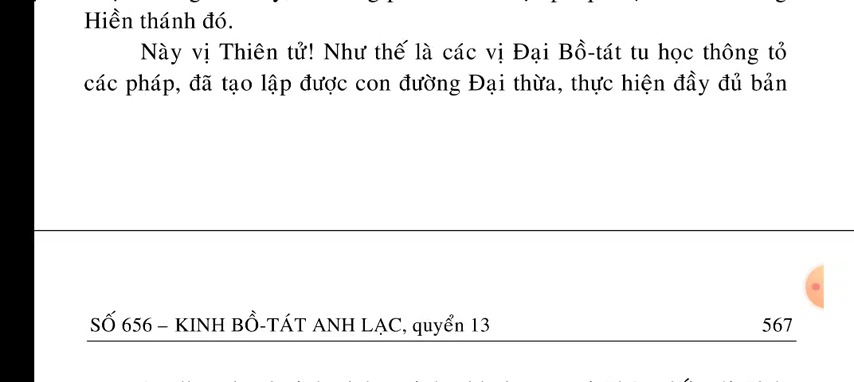 Hiền thánh đó.
Này vị Thiên tử! Như thế là các vị Đại Bồ-tát tu học thông tỏ
các pháp, đã tạo lập được con đường Đại thừa, thực hiện đầy đủ bản
SỐ 656 – KINH BỒ-TÁT ANH LẠC, quyển 13 567